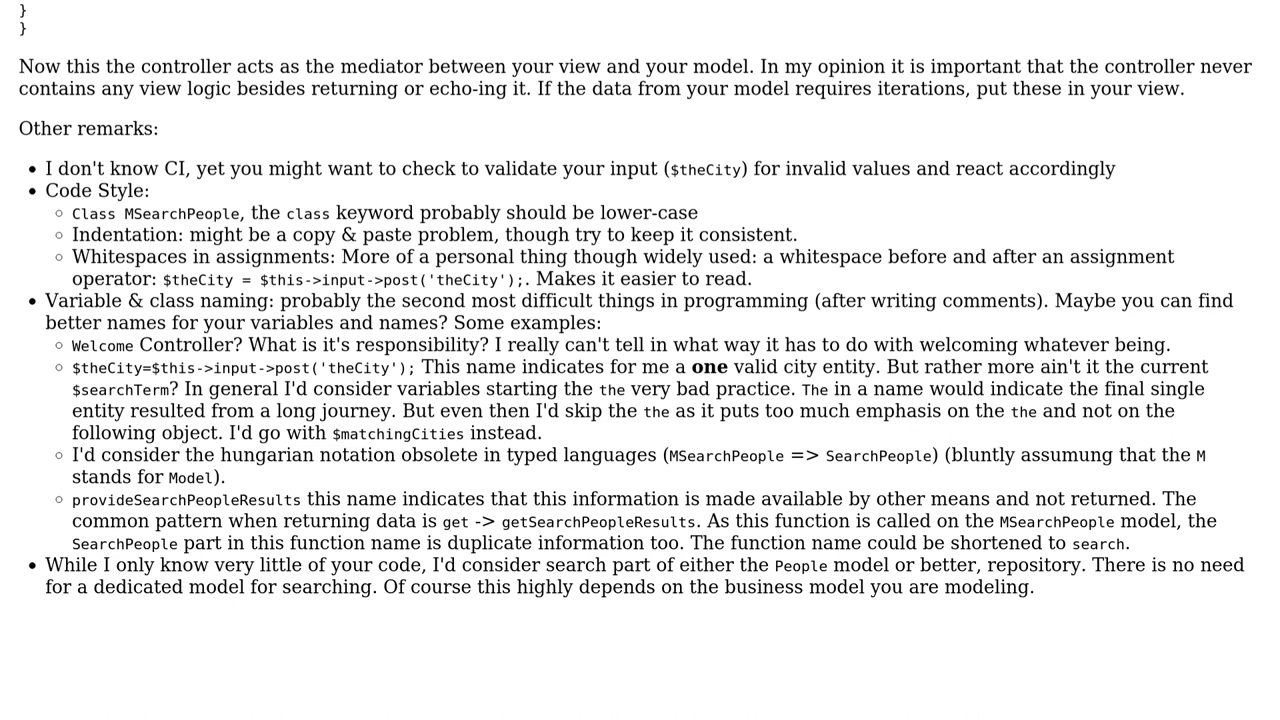 }
}
Now this the controller acts as the mediator between your view and your model. In my opinion it is important that the controller never
contains any view logic besides returning or echo-ing it. If the data from your model requires iterations, put these in your view.
Other remarks:
• I don't know CI, yet you might want to check to validate your input ($theCity) for invalid values and react accordingly
• Code Style:
◦ Class MSearchPeople, the class keyword probably should be lower-case
◦ Indentation: might be a copy & paste problem, though try to keep it consistent.
◦ Whitespaces in assignments: More of a personal thing though widely used: a whitespace before and after an assignment
operator: $theCity = $this->input->post('theCity');. Makes it easier to read.
• Variable & class naming: probably the second most difficult things in programming (after writing comments). Maybe you can find
better names for your variables and names? Some examples:
◦ Welcome Controller? What is it's responsibility? I really can't tell in what way it has to do with welcoming whatever being.
◦ $theCity=$this->input->post('theCity'); This name indicates for me a one valid city entity. But rather more ain't it the current
$searchTerm? In general I'd consider variables starting the the very bad practice. The in a name would indicate the final single
entity resulted from a long journey. But even then I'd skip the the as it puts too much emphasis on the the and not on the
following object. I'd go with $matchingCities instead.
◦ I'd consider the hungarian notation obsolete in typed languages (MSearchPeople => SearchPeople) (bluntly assumung that the M
stands for Model).
◦ provideSearchPeopleResults this name indicates that this information is made available by other means and not returned. The
common pattern when returning data is get -> getSearchPeopleResults. As this function is called on the MSearchPeople model, the
SearchPeople part in this function name is duplicate information too. The function name could be shortened to search.
• While I only know very little of your code, I'd consider search part of either the People model or better, repository. There is no need
for a dedicated model for searching. Of course this highly depends on the business model you are modeling.